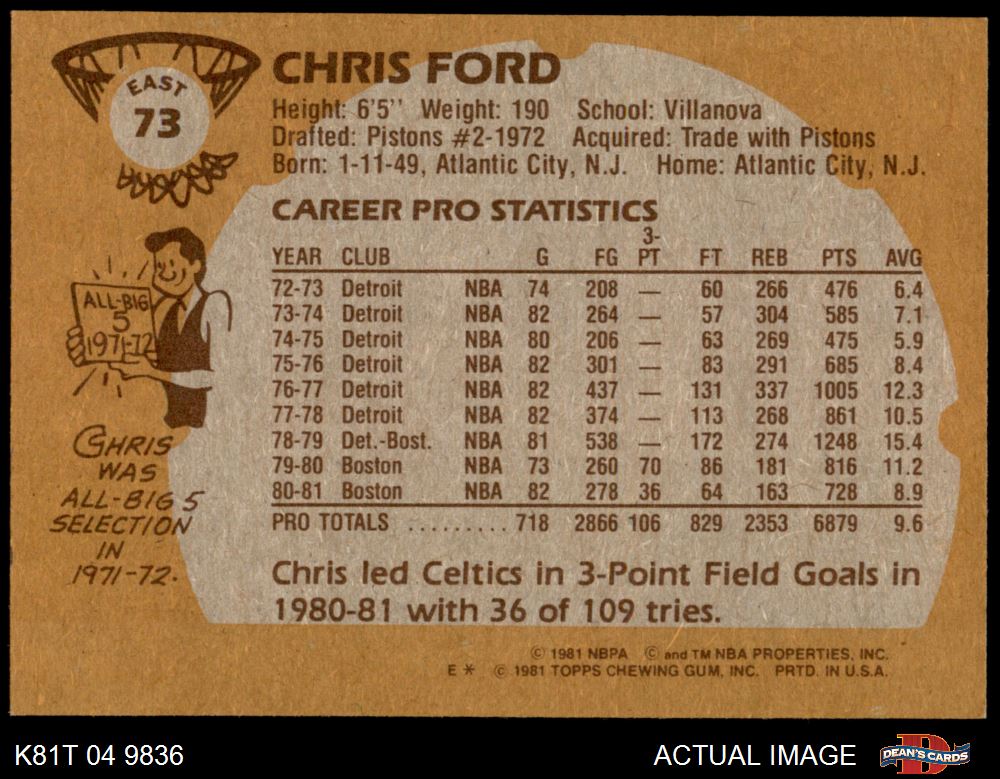 EAST
73
CHRIS FORD
Height: 6'5'' Weight: 190 School: Villanova
Drafted: Pistons #2-1972 Acquired: Trade with Pistons
Born: 1-11-49, Atlantic City, N.J. Home: Atlantic City, N.J.
CAREER PRO STATISTICS
YEAR CLUB G FG 3-PT FT REB PTS AVG
72-73 Detroit NBA 74 208 — 60 266 476 6.4
73-74 Detroit NBA 82 264 — 57 304 585 7.1
74-75 Detroit NBA 80 206 — 63 269 475 5.9
75-76 Detroit NBA 82 301 — 83 291 685 8.4
76-77 Detroit NBA 82 437 — 131 337 1005 12.3
77-78 Detroit NBA 82 374 — 113 268 861 10.5
78-79 Det.-Bost. NBA 81 538 — 172 274 1248 15.4
79-80 Boston NBA 73 260 70 86 181 816 11.2
80-81 Boston NBA 82 278 36 64 163 728 8.9
PRO TOTALS ......... 718 2866 106 829 2353 6879 9.6
Chris led Celtics in 3-Point Field Goals in
1980-81 with 36 of 109 tries.
ALL-BIG
5
1971-72
CHRIS
WAS
ALL-BIG 5
SELECTION
IN
1971-72.
© 1981 NBPA © and TM NBA PROPERTIES, INC.
E * © 1981 TOPPS CHEWING GUM, INC. PRTD. IN U.S.A.
K81T 04 9836
ACTUAL IMAGE
D
DEAN'S CARDS